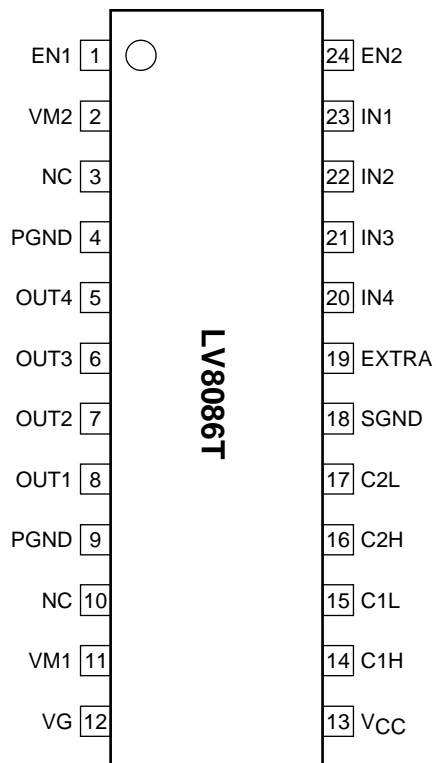 EN1 1 24 EN2
VM2 2 23 IN1
NC 3 22 IN2
PGND 4 21 IN3
OUT4 5 20 IN4
OUT3 6 19 EXTRA
OUT2 7 18 SGND
OUT1 8 17 C2L
PGND 9 16 C2H
NC 10 15 C1L
VM1 11 14 C1H
VG 12 13 VCC
LV8086T